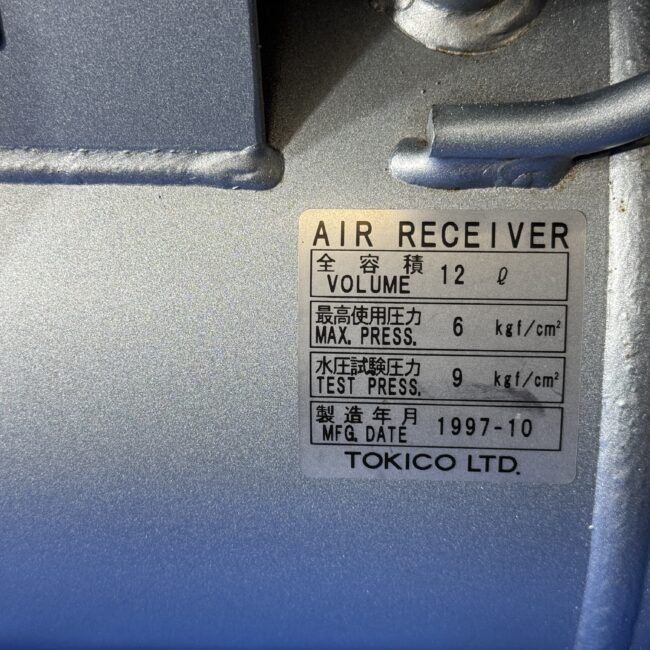 AIR RECEIVER
全容積 12 ℓ
VOLUME
最高使用圧力 6 kgf/cm²
MAX. PRESS.
水圧試験圧力 9 kgf/cm²
TEST PRESS.
製造年月 1997-10
MFG. DATE
TOKICO LTD.